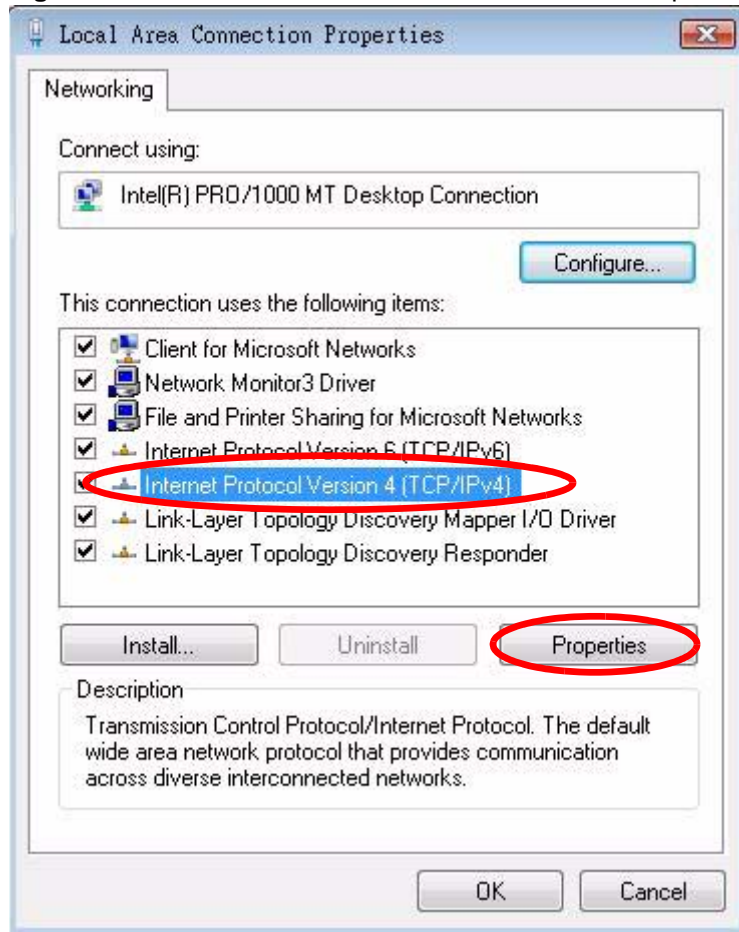 Local Area Connection Properties
Networking
Connect using:
Intel(R) PRO/1000 MT Desktop Connection
Configure...
This connection uses the following items:
Client for Microsoft Networks
Network Monitor3 Driver
File and Printer Sharing for Microsoft Networks
Internet Protocol Version 6 (TCP/IPv6)
Internet Protocol Version 4 (TCP/IPv4)
Link-Layer Topology Discovery Mapper I/O Driver
Link-Layer Topology Discovery Responder
Install...
Uninstall
Properties
Description
Transmission Control Protocol/Internet Protocol. The default
wide area network protocol that provides communication
across diverse interconnected networks.
OK
Cancel